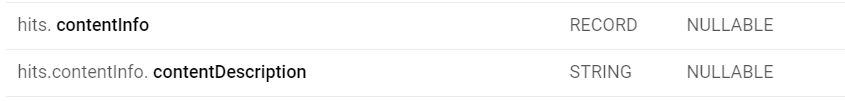 hits. contentInfo RECORD NULLABLE
hits.contentInfo. contentDescription STRING NULLABLE